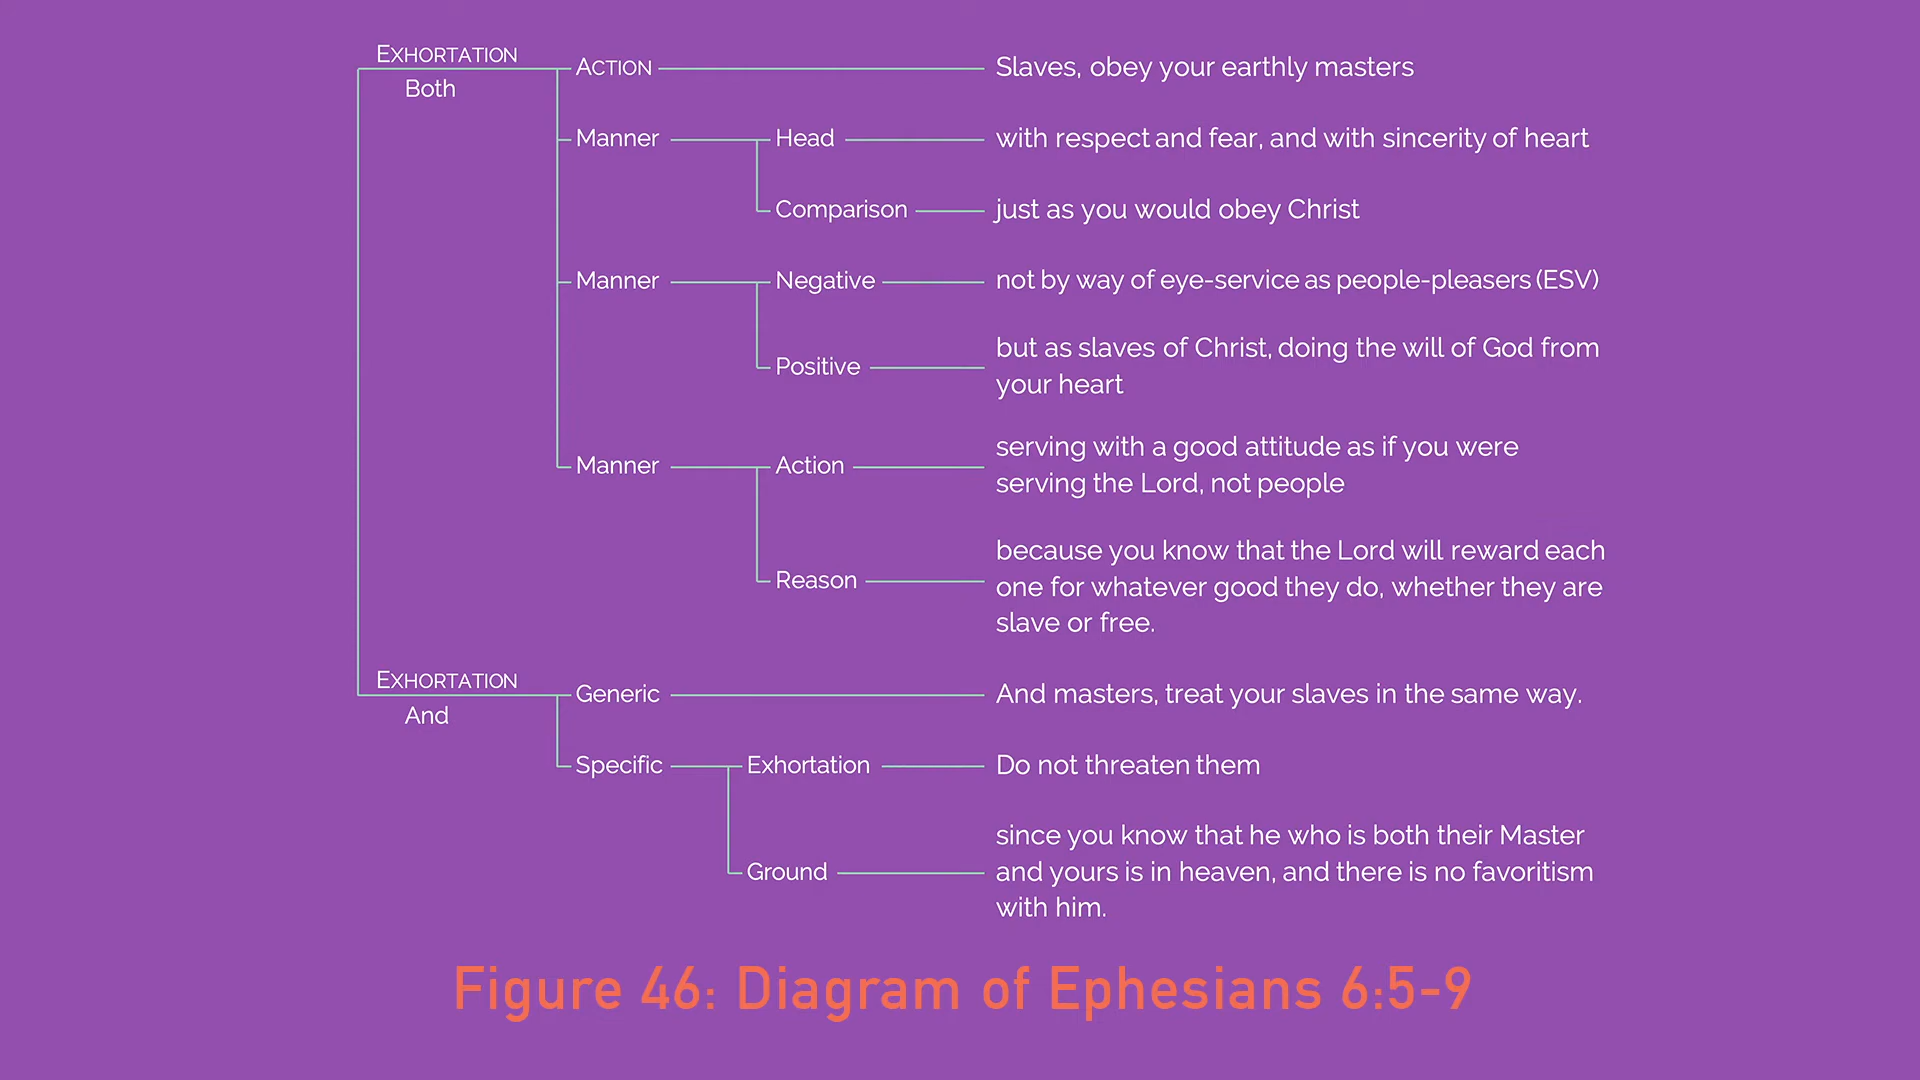 EXHORTATION
Both
ACTION
Slaves, obey your earthly masters
Manner
Head
with respect and fear, and with sincerity of heart
Comparison
just as you would obey Christ
Manner
Negative
not by way of eye-service as people-pleasers (ESV)
Positive
but as slaves of Christ, doing the will of God from
your heart
Manner
Action
serving with a good attitude as if you were
serving the Lord, not people
Reason
because you know that the Lord will reward each
one for whatever good they do, whether they are
slave or free.
EXHORTATION
And
Generic
And masters, treat your slaves in the same way.
Specific
Exhortation
Do not threaten them
Ground
since you know that he who is both their Master
and yours is in heaven, and there is no favoritism
with him.
Figure 46: Diagram of Ephesians 6:5-9